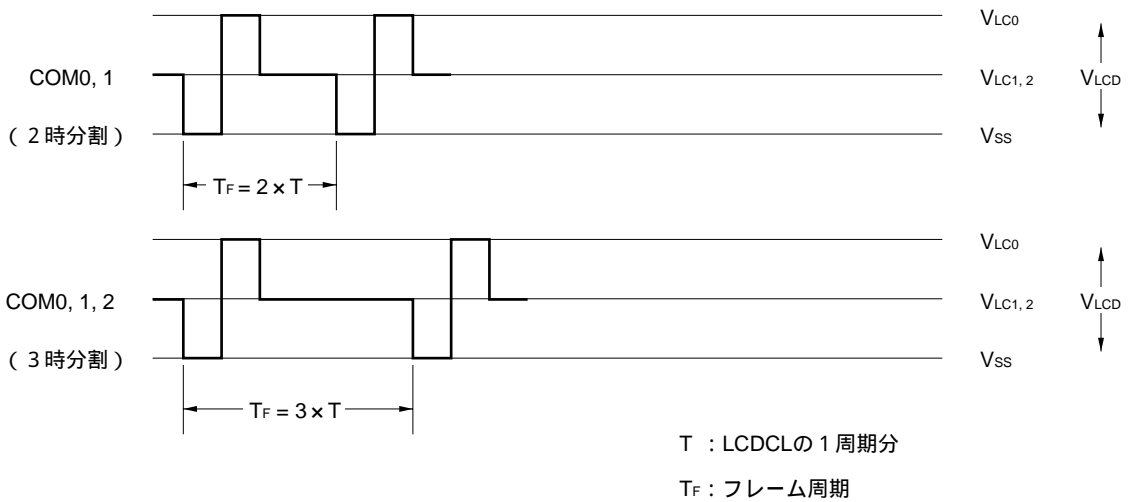 VLC0
COM0, 1
VLC1, 2
VLCD
（２時分割）
VSS
TF = 2 × T
VLC0
COM0, 1, 2
VLC1, 2
VLCD
（３時分割）
VSS
TF = 3 × T
T ：LCDCLの１周期分
TF：フレーム周期